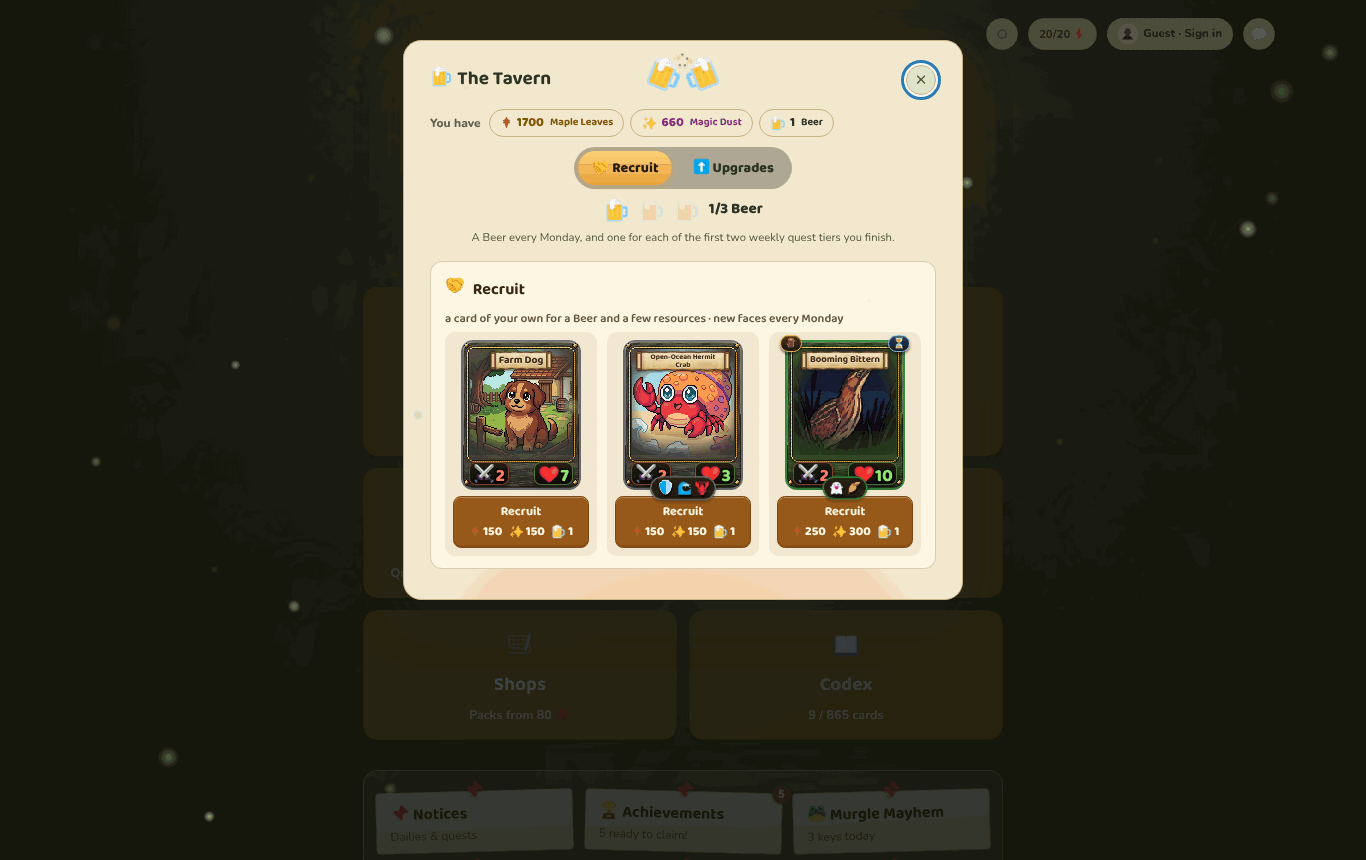 20/20
Guest · Sign in
The Tavern
You have
1700 Maple Leaves
660 Magic Dust
1 Beer
Recruit
Upgrades
1/3 Beer
A Beer every Monday, and one for each of the first two weekly quest tiers you finish.
Recruit
a card of your own for a Beer and a few resources · new faces every Monday
Farm Dog
2
7
Recruit
150 150 1
Open-Ocean Hermit
Crab
2
3
Recruit
150 150 1
Booming Bittern
2
10
Recruit
250 300 1
Shops
Packs from 80
Codex
9 / 865 cards
Notices
Dailies & quests
Achievements
5 ready to claim!
5
Murgle Mayhem
3 keys today